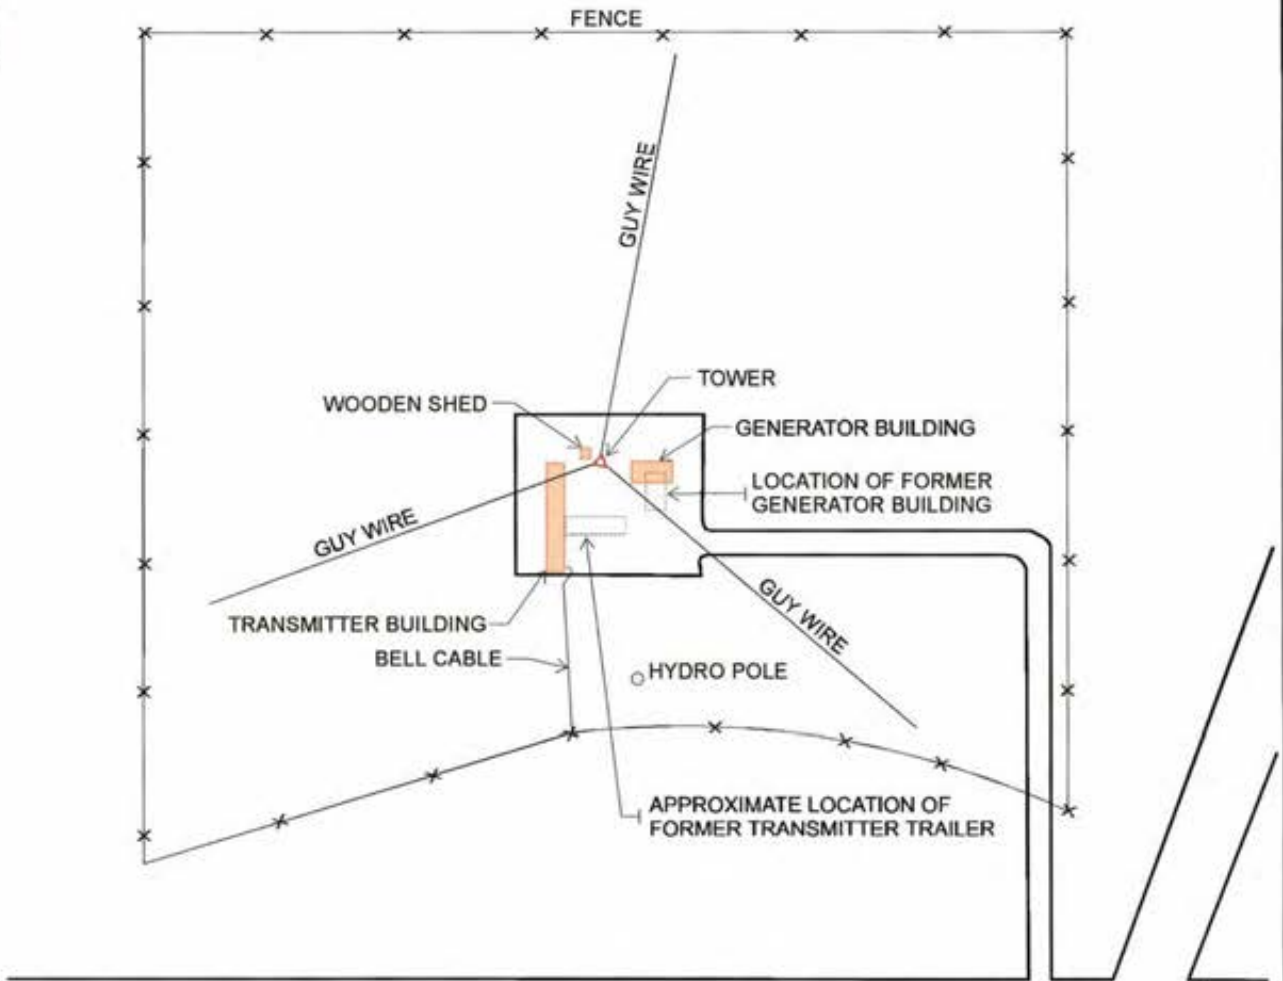 FENCE
GUY WIRE
TOWER
WOODEN SHED
GENERATOR BUILDING
LOCATION OF FORMER
GENERATOR BUILDING
GUY WIRE
GUY WIRE
TRANSMITTER BUILDING
BELL CABLE
HYDRO POLE
APPROXIMATE LOCATION OF
FORMER TRANSMITTER TRAILER